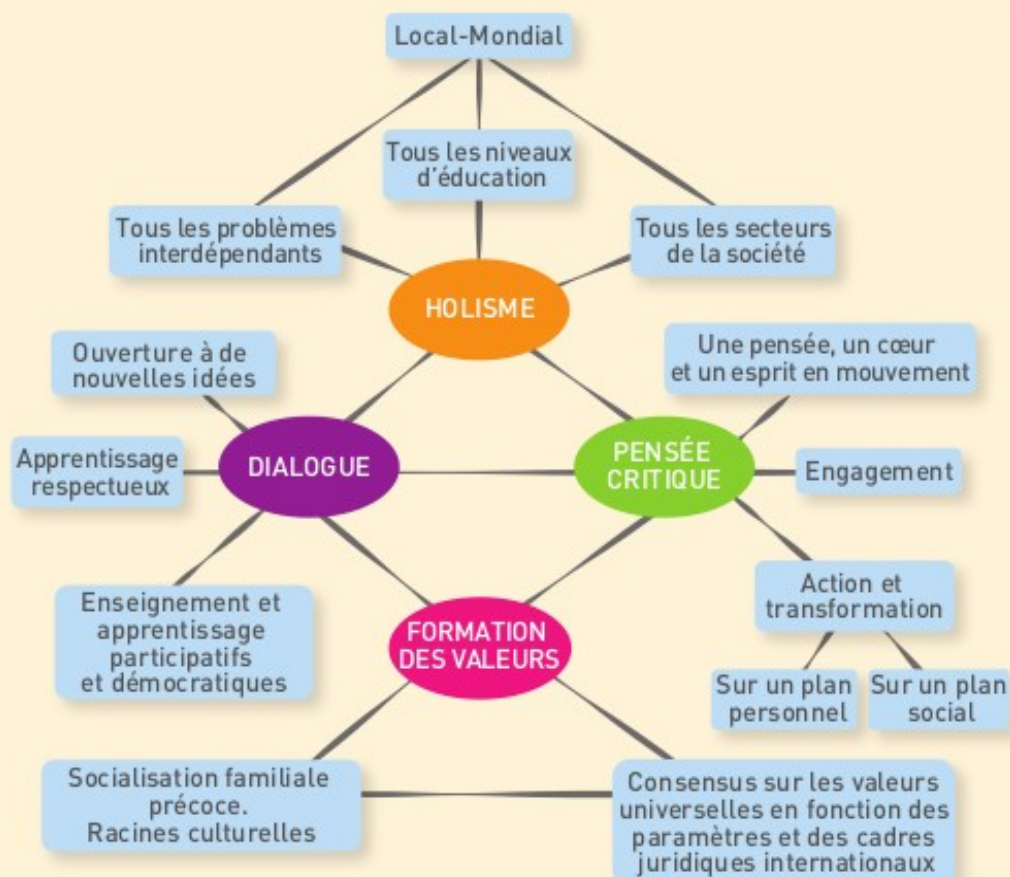 Local-Mondial
Tous les niveaux
d'éducation
Tous les problèmes
interdépendants
Tous les secteurs
de la société
HOLISME
Ouverture à de
nouvelles idées
Une pensée, un cœur
et un esprit en mouvement
Apprentissage
respectueux
DIALOGUE
PENSÉE
CRITIQUE
Engagement
Enseignement et
apprentissage
participatifs
et démocratiques
Action et
transformation
FORMATION
DES VALEURS
Sur un plan
personnel
Sur un plan
social
Socialisation familiale
précoce.
Racines culturelles
Consensus sur les valeurs
universelles en fonction des
paramètres et des cadres
juridiques internationaux